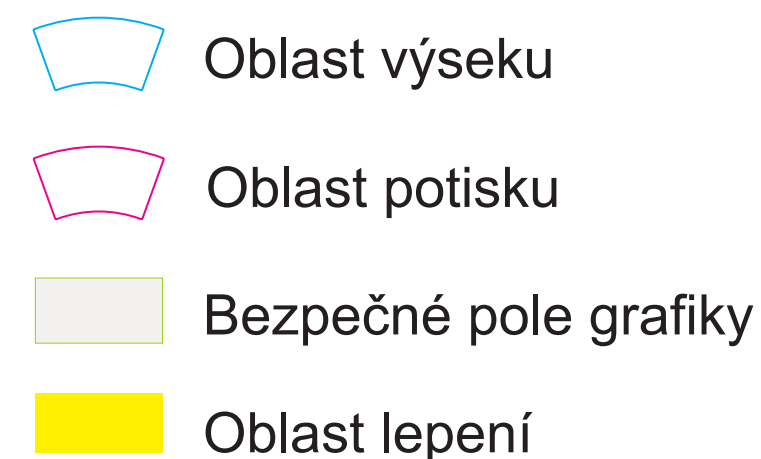 Oblast výseku
Oblast potisku
Bezpečné pole grafiky
Oblast lepení